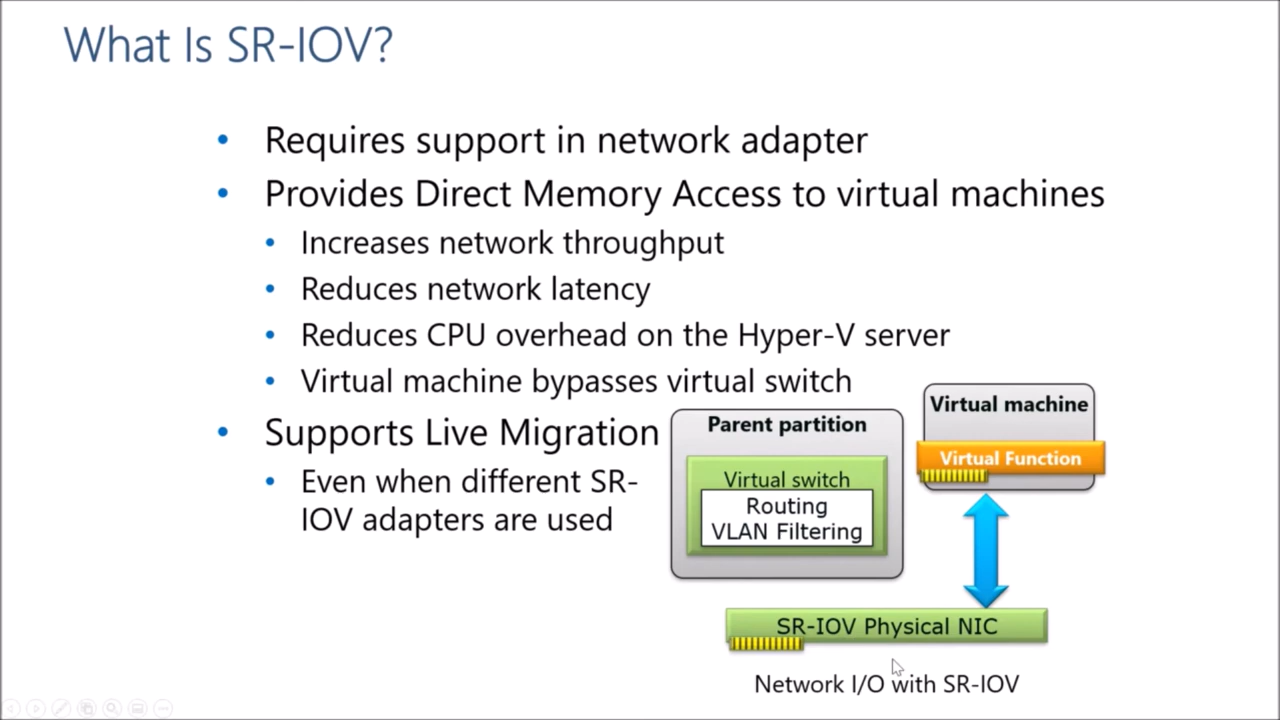 What Is SR-IOV?
• Requires support in network adapter
• Provides Direct Memory Access to virtual machines
• Increases network throughput
• Reduces network latency
• Reduces CPU overhead on the Hyper-V server
• Virtual machine bypasses virtual switch
• Supports Live Migration
• Even when different SR-
IOV adapters are used
Parent partition
Virtual switch
Routing
VLAN Filtering
Virtual machine
Virtual Function
SR-IOV Physical NIC
Network I/O with SR-IOV